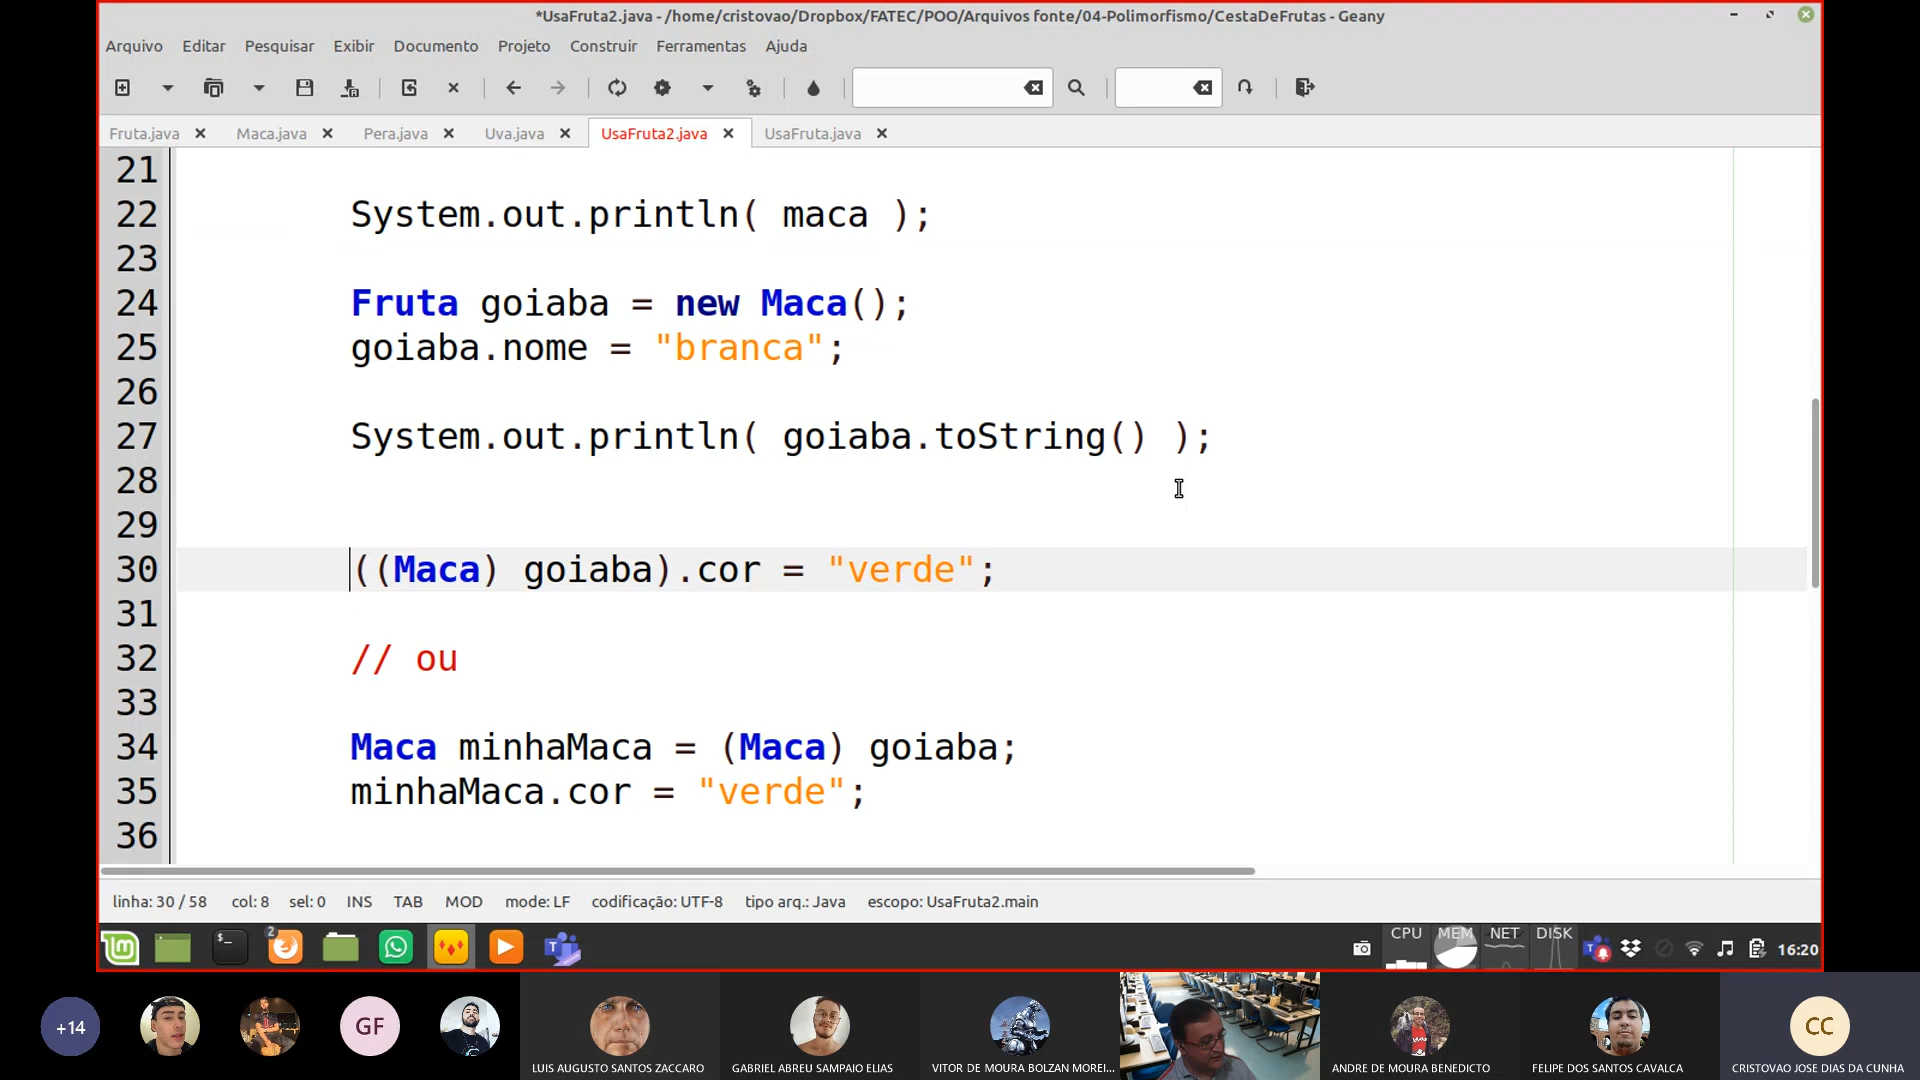 *UsaFruta2.java - /home/cristovao/Dropbox/FATEC/POO/Arquivos fonte/04-Polimorfismo/CestaDeFrutas - Geany
Arquivo Editar Pesquisar Exibir Documento Projeto Construir Ferramentas Ajuda
Fruta.java Maca.java Pera.java Uva.java UsaFruta2.java UsaFruta.java
21
22 System.out.println( maca );
23
24 Fruta goiaba = new Maca();
25 goiaba.nome = "branca";
26
27 System.out.println( goiaba.toString() );
28
29
30 ((Maca) goiaba).cor = "verde";
31
32 // ou
33
34 Maca minhaMaca = (Maca) goiaba;
35 minhaMaca.cor = "verde";
36
linha: 30 / 58 col: 8 sel: 0 INS TAB MOD mode: LF codificação: UTF-8 tipo arq.: Java escopo: UsaFruta2.main
2 CPU MEM NET DISK 16:20
+14 GF CC
LUIS AUGUSTO SANTOS ZACCARO GABRIEL ABREU SAMPAIO ELIAS VITOR DE MOURA BOLZAN MOREI... ANDRE DE MOURA BENEDICTO FELIPE DOS SANTOS CAVALCA CRISTOVAO JOSE DIAS DA CUNHA